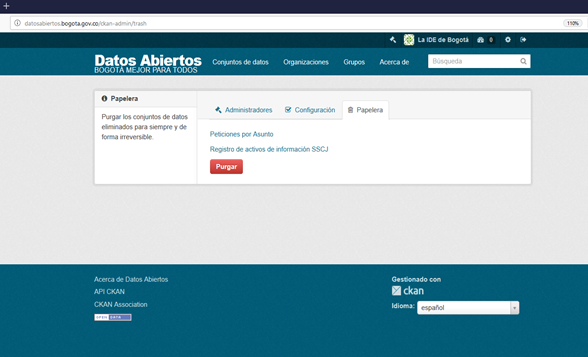 datosabiertos.bogota.gov.co/ckan-admin/trash
110%
La IDE de Bogotá
0
Datos Abiertos
BOGOTÁ MEJOR PARA TODOS
Conjuntos de datos
Organizaciones
Grupos
Acerca de
Búsqueda
Papelera
Purgar los conjuntos de datos
eliminados para siempre y de
forma irreversible.
Administradores
Configuración
Papelera
Peticiones por Asunto
Registro de activos de información SSCJ
Purgar
Acerca de Datos Abiertos
API CKAN
CKAN Association
OPEN DATA
Gestionado con
ckan
Idioma:
español